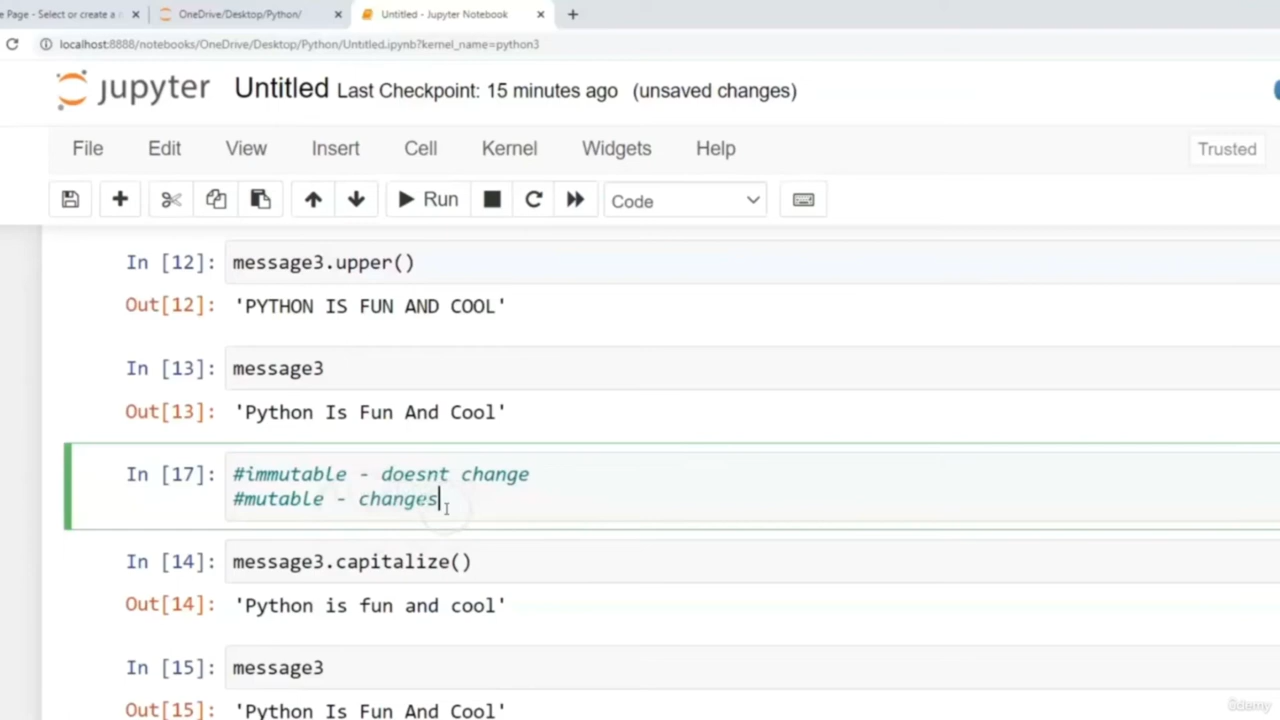 e Page - Select or create a n
OneDrive/Desktop/Python/
Untitled - Jupyter Notebook
localhost:8888/notebooks/OneDrive/Desktop/Python/Untitled.ipynb?kernel_name=python3
jupyter Untitled Last Checkpoint: 15 minutes ago (unsaved changes)
File Edit View Insert Cell Kernel Widgets Help Trusted
Run Code
In [12]: message3.upper()
Out[12]: 'PYTHON IS FUN AND COOL'
In [13]: message3
Out[13]: 'Python Is Fun And Cool'
In [17]: #immutable - doesnt change
#mutable - changes
In [14]: message3.capitalize()
Out[14]: 'Python is fun and cool'
In [15]: message3
Out[15]: 'Python Is Fun And Cool'
ûdemy